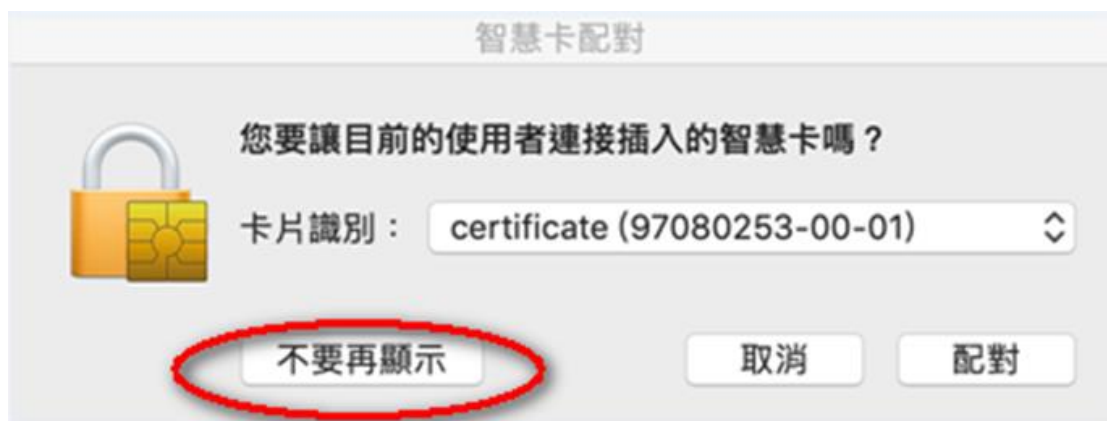 智慧卡配對
您要讓目前的使用者連接插入的智慧卡嗎？
卡片識別： certificate (97080253-00-01)
不要再顯示 取消 配對